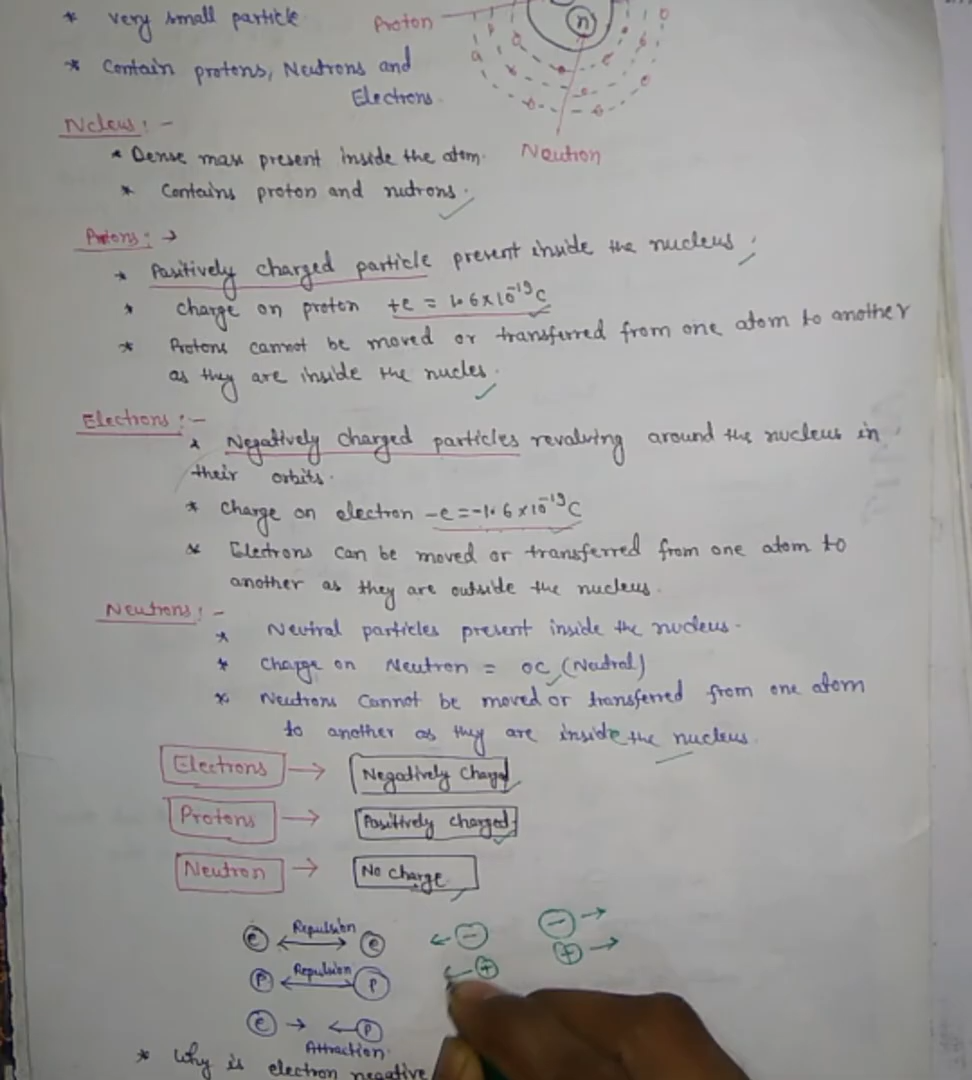 * very small particle
Proton
n
* Contain protons, Neutrons and
Electrons.
Ncleus: -
* Dense mass present inside the atom.
Neutron
* Contains proton and nutrons.
Protons: →
* Positively charged particle present inside the nucleus.
* charge on proton +e = 1.6×10⁻¹⁹C
* Protons cannot be moved or transferred from one atom to another
as they are inside the nucles.
Electrons: -
* Negatively charged particles revolving around the nucleus in
their orbits.
* Charge on electron -e=-1.6×10⁻¹⁹C
* Electrons can be moved or transferred from one atom to
another as they are outside the nucleus.
Neutrons: -
* Neutral particles present inside the nucleus.
* Charge on Neutron = 0C (Neutral)
* Neutrons Cannot be moved or transferred from one atom
to another as they are inside the nucleus.
Electrons → Negatively Charged
Protons → Positively charged
Neutron → No charge
e Repulsion e ← - - →
P Repulsion P ← + + →
e → ← P
Attraction
* Why is electron negative